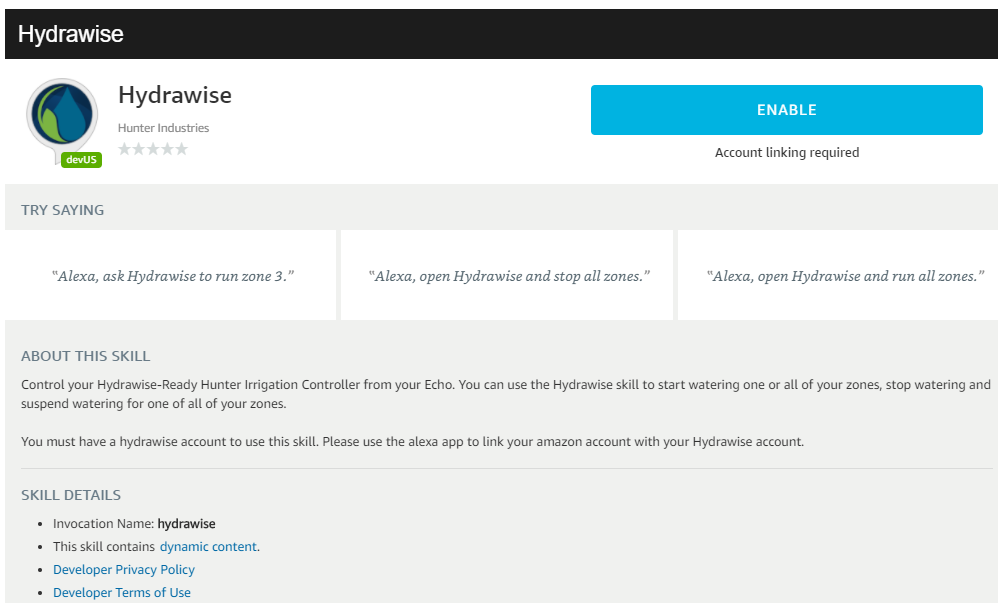 Hydrawise
Hydrawise
Hunter Industries
devUS
ENABLE
Account linking required
TRY SAYING
“Alexa, ask Hydrawise to run zone 3.”
“Alexa, open Hydrawise and stop all zones.”
“Alexa, open Hydrawise and run all zones.”
ABOUT THIS SKILL
Control your Hydrawise-Ready Hunter Irrigation Controller from your Echo. You can use the Hydrawise skill to start watering one or all of your zones, stop watering and
suspend watering for one of all of your zones.
You must have a hydrawise account to use this skill. Please use the alexa app to link your amazon account with your Hydrawise account.
SKILL DETAILS
• Invocation Name: hydrawise
• This skill contains dynamic content.
• Developer Privacy Policy
• Developer Terms of Use